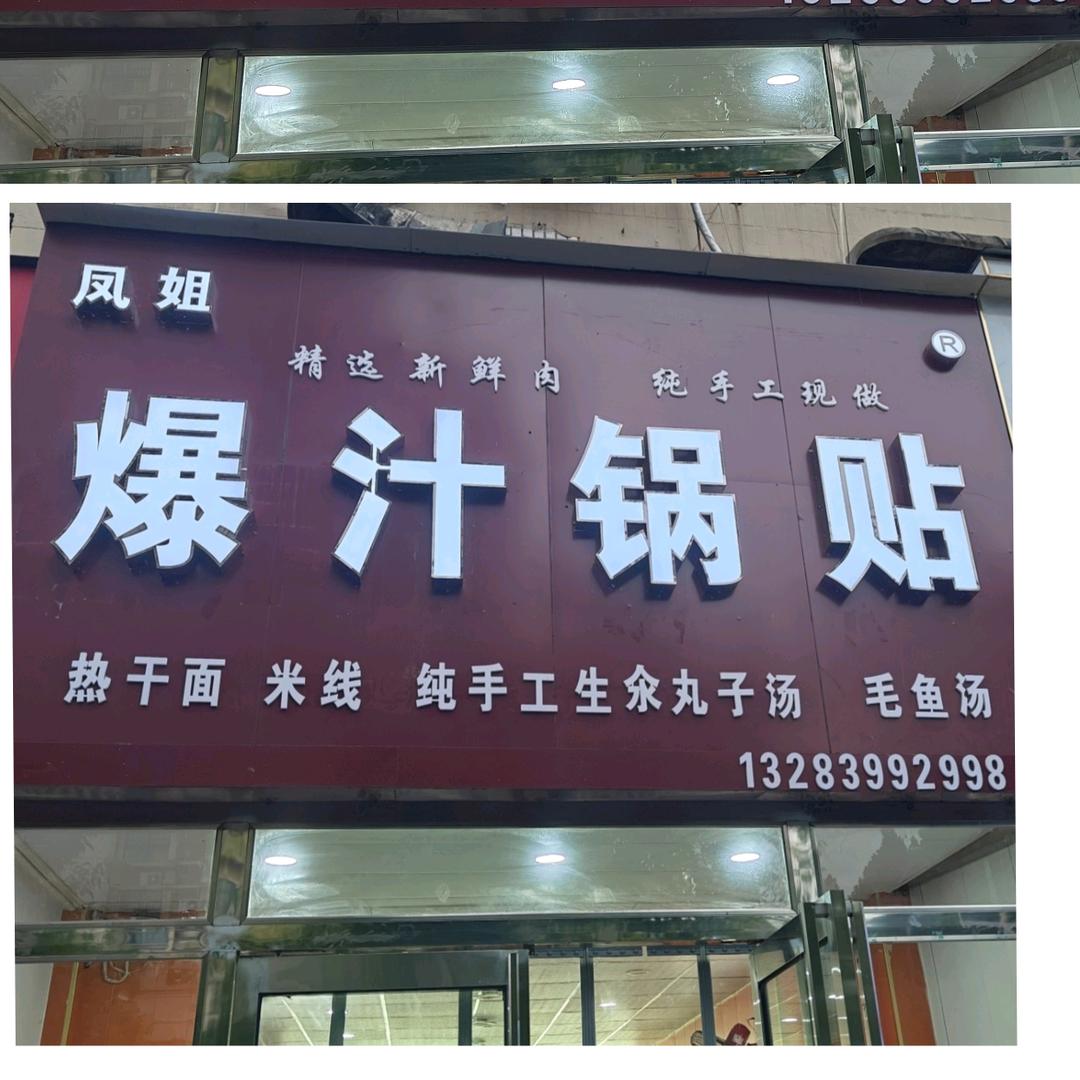 凤姐
®
精选新鲜肉 纯手工现做
爆汁锅贴
热干面 米线 纯手工生汆丸子汤 毛鱼汤
13283992998